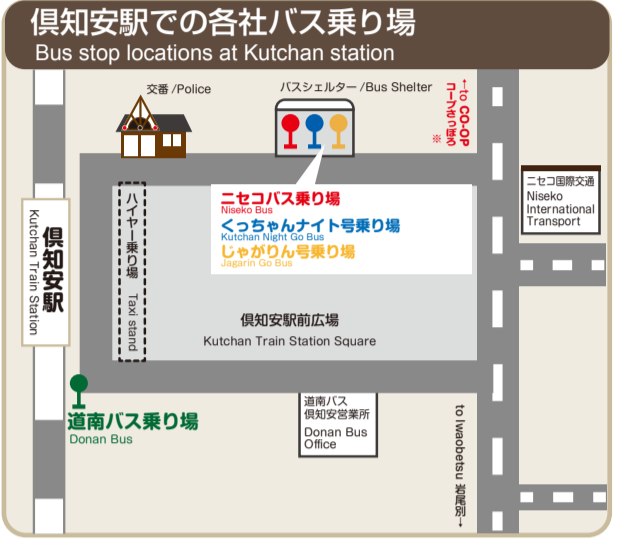 倶知安駅での各社バス乗り場
Bus stop locations at Kutchan station
交番 /Police
バスシェルター /Bus Shelter
←to CO-OP
コープさっぽろ
※
ニセコ国際交通
Niseko
International
Transport
ハイヤー乗り場 Taxi stand
ニセコバス乗り場
Niseko Bus
くっちゃんナイト号乗り場
Kutchan Night Go Bus
じゃがりん号乗り場
Jagarin Go Bus
倶知安駅
Kutchan Train Station
倶知安駅前広場
Kutchan Train Station Square
道南バス乗り場
Donan Bus
道南バス
倶知安営業所
Donan Bus
Office
to Iwaobetsu 岩尾別→